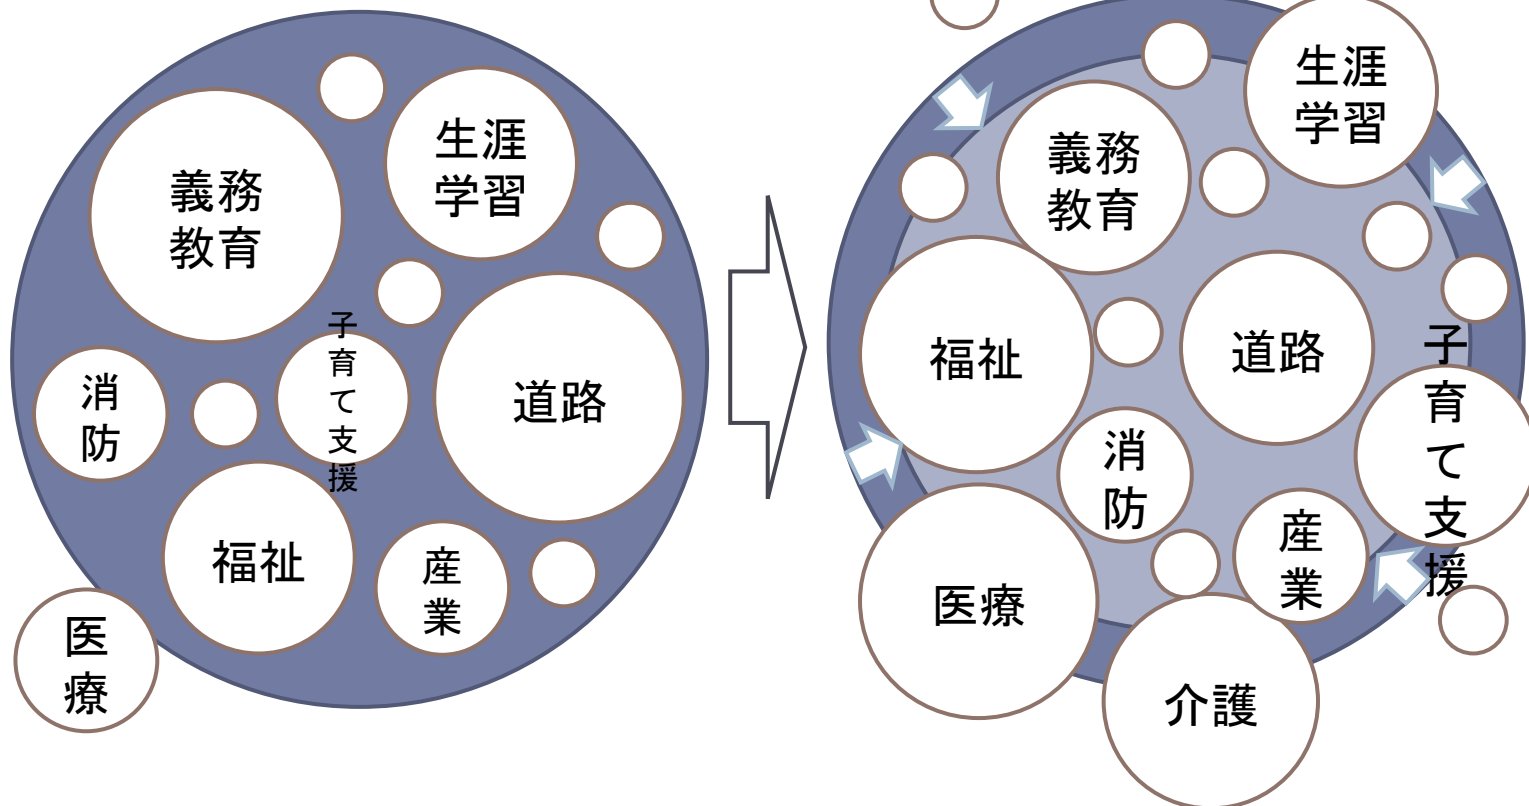 生涯
学習
義務
教育
子
育
て
支
援
消
防
道路
福祉
産
業
医
療
生涯
学習
義務
教育
福祉
道路
子
育
て
支
援
消
防
産
業
医療
介護